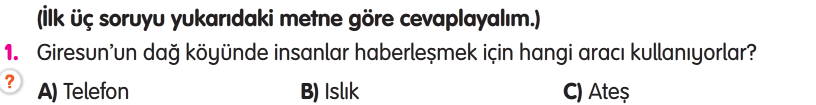 (İlk üç soruyu yukarıdaki metne göre cevaplayalım.)
1. Giresun'un dağ köyünde insanlar haberleşmek için hangi aracı kullanıyorlar?
?
A) Telefon B) Islık C) Ateş